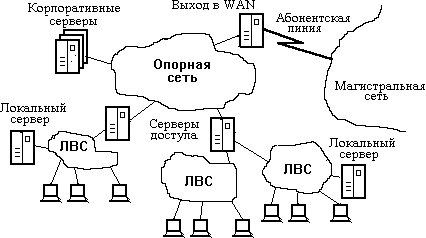 Корпоративные
серверы
Выход в WAN
Абонентская
линия
Опорная
сеть
Магистральная
сеть
Локальный
сервер
Серверы
доступа
Локальный
сервер
ЛВС
ЛВС
ЛВС